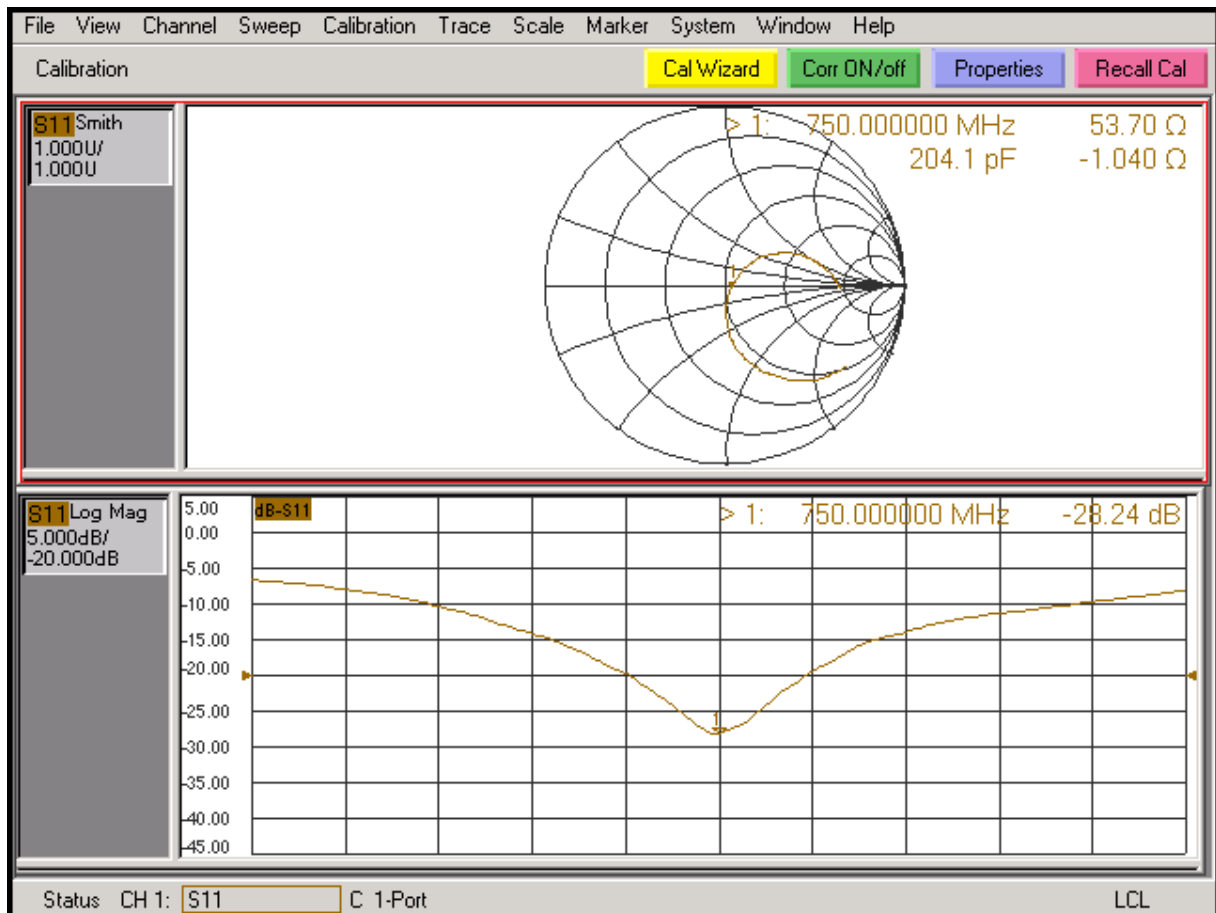 File View Channel Sweep Calibration Trace Scale Marker System Window Help
Calibration Cal Wizard Corr ON/off Properties Recall Cal
S11 Smith
1.000U/
1.000U
> 1: 750.000000 MHz 53.70 Ω
204.1 pF -1.040 Ω
1
S11 Log Mag
5.000dB/
-20.000dB
dB-S11
> 1: 750.000000 MHz -28.24 dB
5.00
0.00
-5.00
-10.00
-15.00
-20.00
-25.00
-30.00
-35.00
-40.00
-45.00
1
Status CH 1: S11 C 1-Port LCL